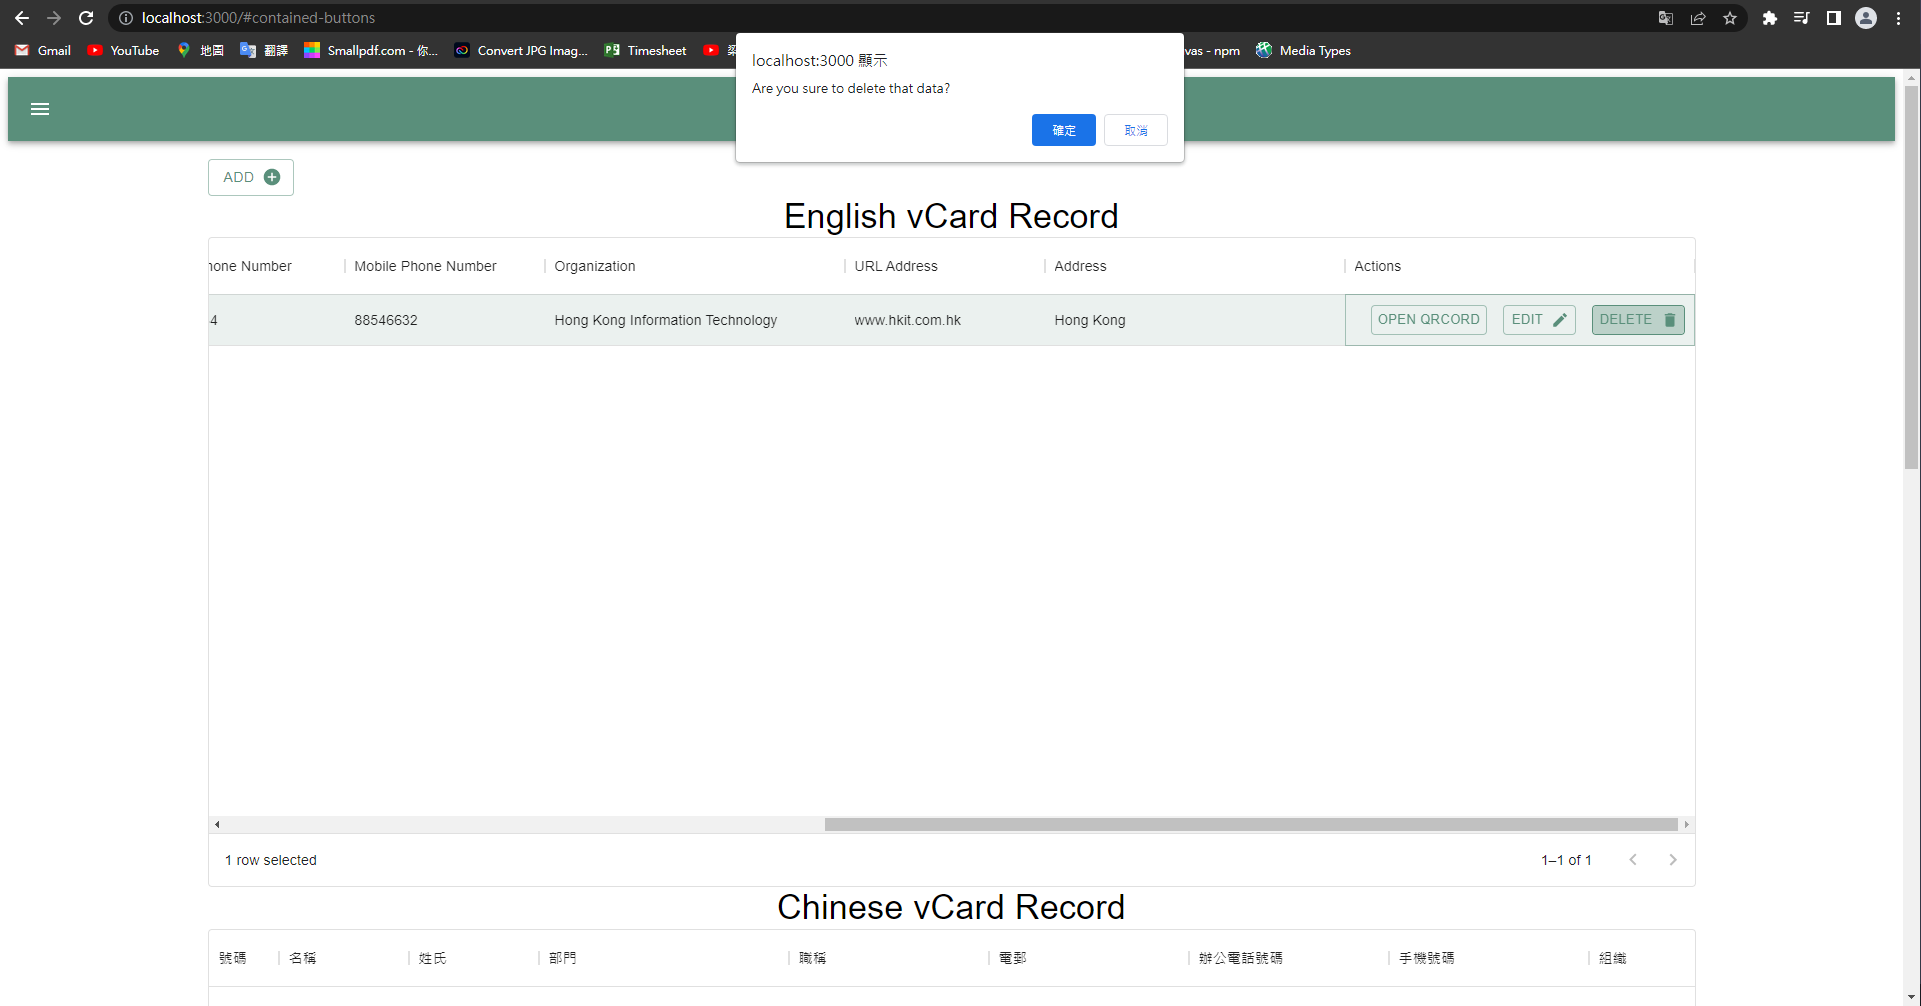 localhost:3000/#contained-buttons
Gmail
YouTube
地圖
翻譯
Smallpdf.com - 你...
Convert JPG Imag...
Timesheet
vas - npm
Media Types
localhost:3000 顯示
Are you sure to delete that data?
確定
取消
ADD
English vCard Record
hone Number
Mobile Phone Number
Organization
URL Address
Address
Actions
4
88546632
Hong Kong Information Technology
www.hkit.com.hk
Hong Kong
OPEN QRCORD
EDIT
DELETE
1 row selected
1–1 of 1
Chinese vCard Record
號碼
名稱
姓氏
部門
職稱
電郵
辦公電話號碼
手機號碼
組織